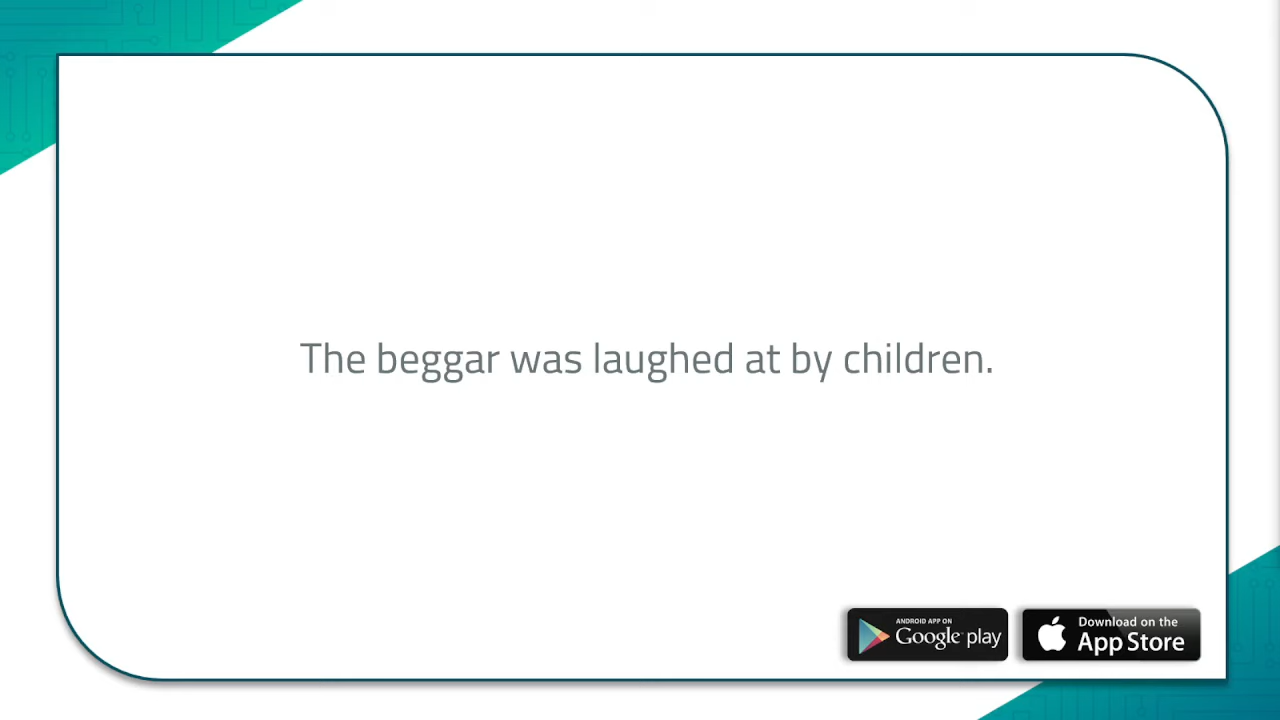 The beggar was laughed at by children.
ANDROID APP ON
Google play
Download on the
App Store